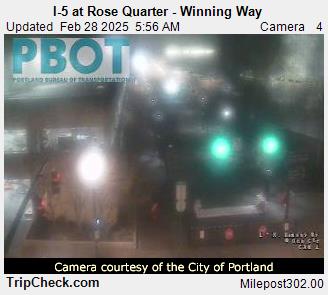 I-5 at Rose Quarter - Winning Way
Updated Feb 28 2025 5:56 AM Camera 4
PBOT
PORTLAND BUREAU OF TRANSPORTATION
Camera courtesy of the City of Portland
TripCheck.com Milepost302.00